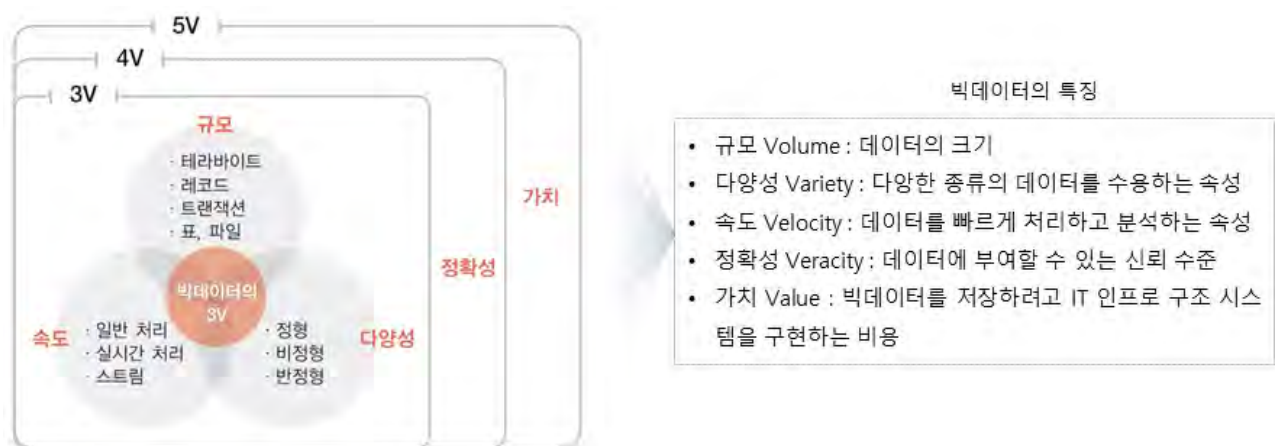 5V
4V
3V
규모
· 테라바이트
· 레코드
· 트랜잭션
· 표, 파일
빅데이터의
3V
속도
· 일반 처리
· 실시간 처리
· 스트림
· 정형
· 비정형
· 반정형
다양성
정확성
가치
빅데이터의 특징
• 규모 Volume : 데이터의 크기
• 다양성 Variety : 다앙한 종류의 데이터를 수용하는 속성
• 속도 Velocity : 데이터를 빠르게 처리하고 분석하는 속성
• 정확성 Veracity : 데이터에 부여할 수 있는 신뢰 수준
• 가치 Value : 빅데이터를 저장하려고 IT 인프로 구조 시스
템을 구현하는 비용